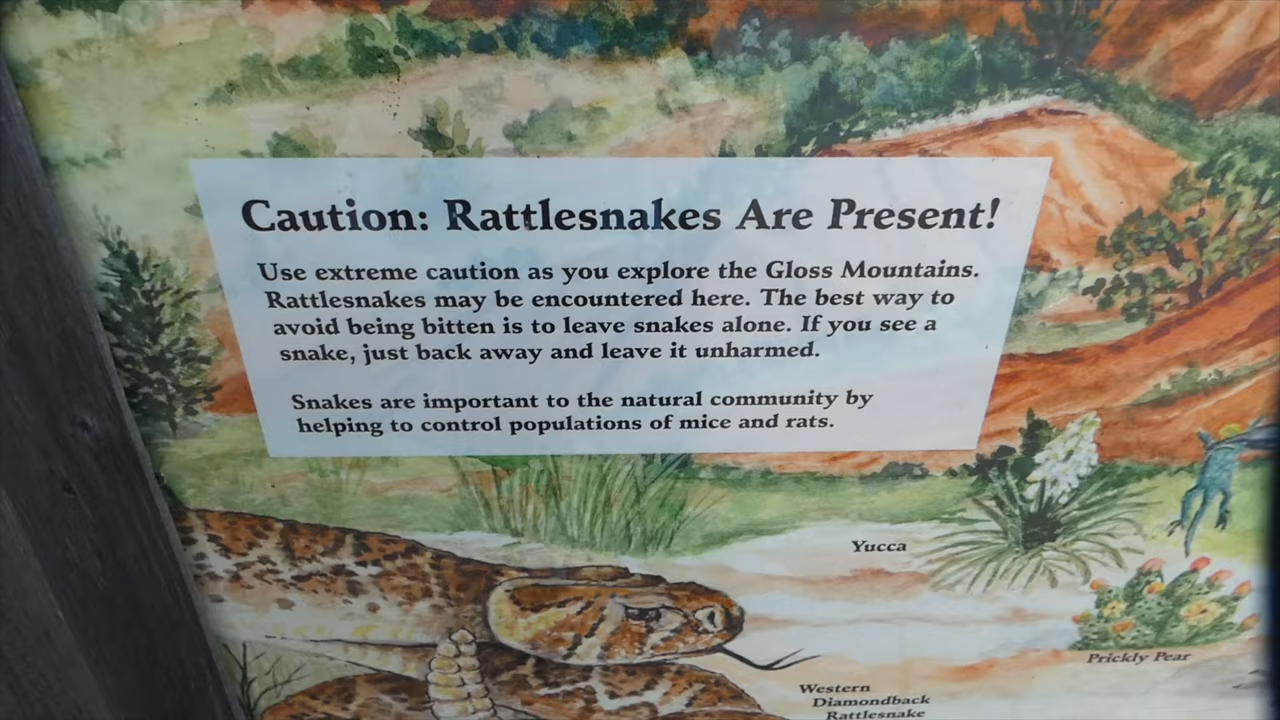 Caution: Rattlesnakes Are Present!
Use extreme caution as you explore the Gloss Mountains.
Rattlesnakes may be encountered here. The best way to
avoid being bitten is to leave snakes alone. If you see a
snake, just back away and leave it unharmed.
Snakes are important to the natural community by
helping to control populations of mice and rats.
Yucca
Prickly Pear
Western
Diamondback
Rattlesnake